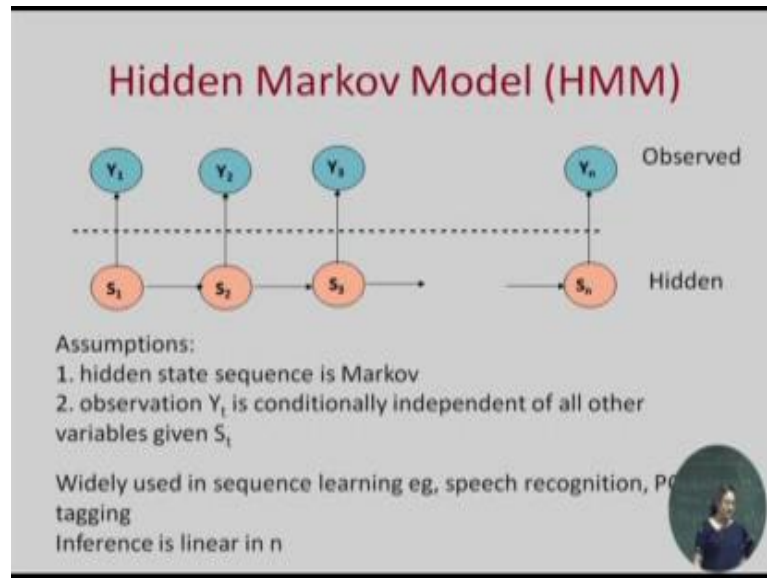 Hidden Markov Model (HMM)
Y₁ Y₂ Y₃ Yₙ Observed
S₁ S₂ S₃ Sₙ Hidden
Assumptions:
1. hidden state sequence is Markov
2. observation Yₜ is conditionally independent of all other
variables given Sₜ
Widely used in sequence learning eg, speech recognition,
tagging
Inference is linear in n